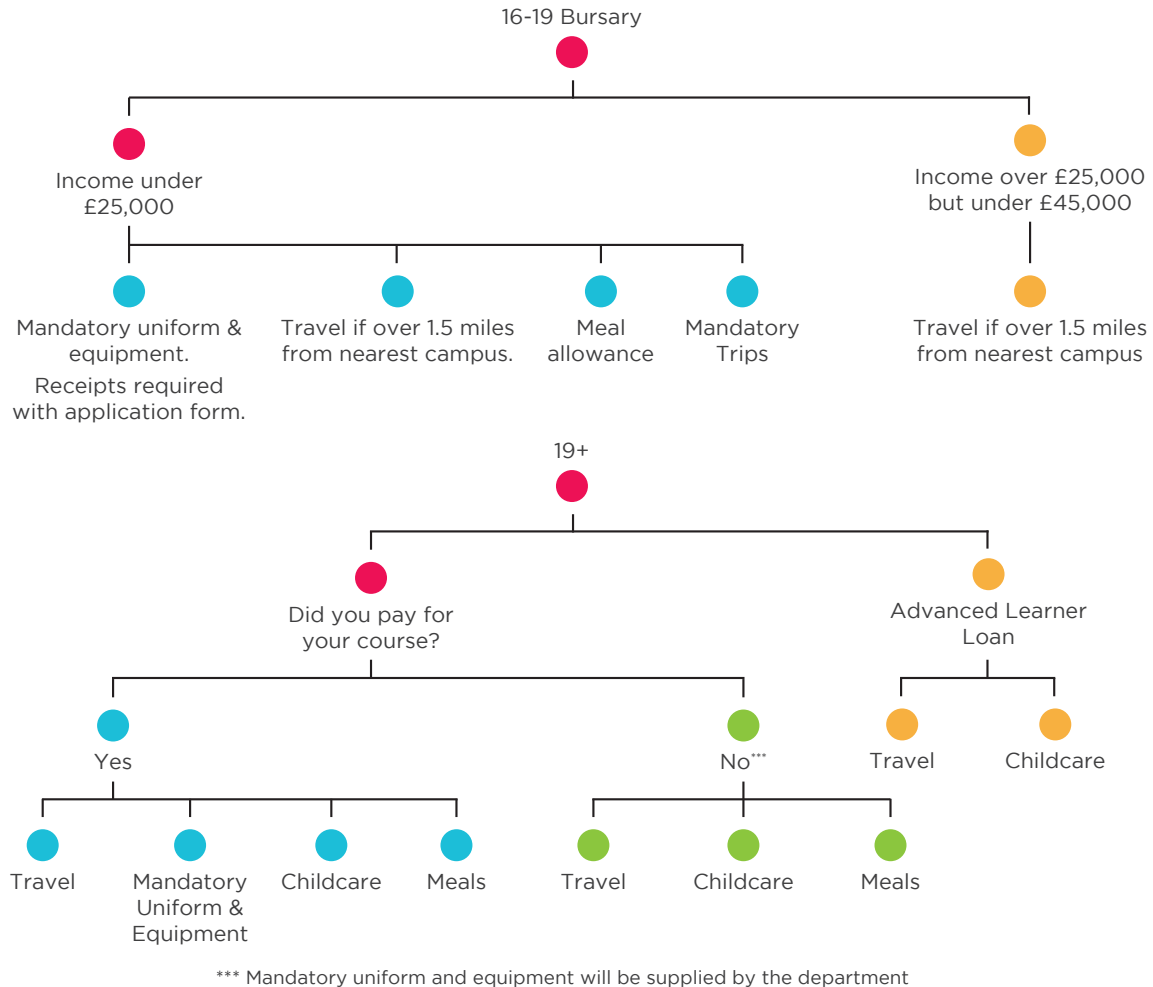 16-19 Bursary
Income under
£25,000
Income over £25,000
but under £45,000
Mandatory uniform &
equipment.
Receipts required
with application form.
Travel if over 1.5 miles
from nearest campus.
Meal
allowance
Mandatory
Trips
Travel if over 1.5 miles
from nearest campus
19+
Did you pay for
your course?
Advanced Learner
Loan
Yes
No***
Travel
Childcare
Travel
Mandatory
Uniform &
Equipment
Childcare
Meals
Travel
Childcare
Meals
*** Mandatory uniform and equipment will be supplied by the department